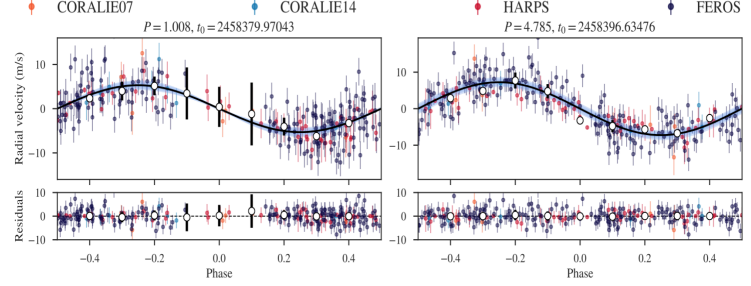 CORALIE07 CORALIE14 HARPS FEROS
P = 1.008, t₀ = 2458379.97043 P = 4.785, t₀ = 2458396.63476
Radial velocity (m/s)
10
0
−10
10
0
−10
Residuals
10
0
−10
10
0
−10
−0.4 −0.2 0.0 0.2 0.4 −0.4 −0.2 0.0 0.2 0.4
Phase Phase